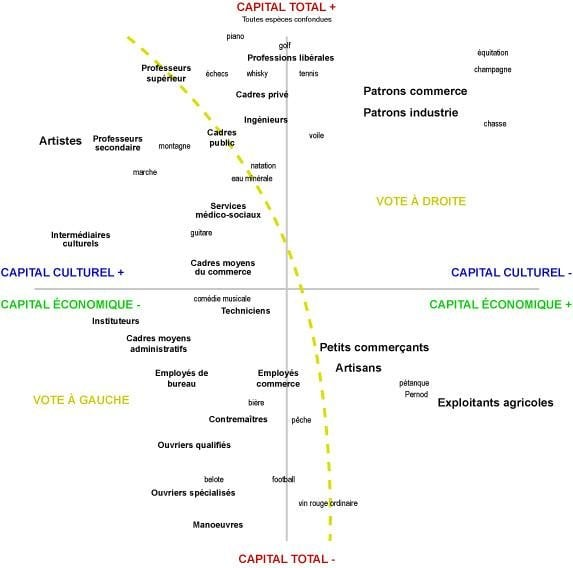 CAPITAL TOTAL +
Toutes espèces confondues
piano
golf
Professions libérales
équitation
Professeurs
supérieur
échecs
whisky
tennis
champagne
Cadres privé
Patrons commerce
Patrons industrie
Ingénieurs
chasse
Artistes
Professeurs
secondaire
montagne
Cadres
public
voile
marche
natation
eau minérale
VOTE À DROITE
Services
médico-sociaux
Intermédiaires
culturels
guitare
Cadres moyens
du commerce
CAPITAL CULTUREL +
CAPITAL CULTUREL -
CAPITAL ÉCONOMIQUE -
CAPITAL ÉCONOMIQUE +
comédie musicale
Techniciens
Instituteurs
Cadres moyens
administratifs
Petits commerçants
Artisans
Employés de
bureau
Employés
commerce
pétanque
Pernod
VOTE À GAUCHE
bière
Exploitants agricoles
Contremaîtres
pêche
Ouvriers qualifiés
belote
football
Ouvriers spécialisés
vin rouge ordinaire
Manoeuvres
CAPITAL TOTAL -